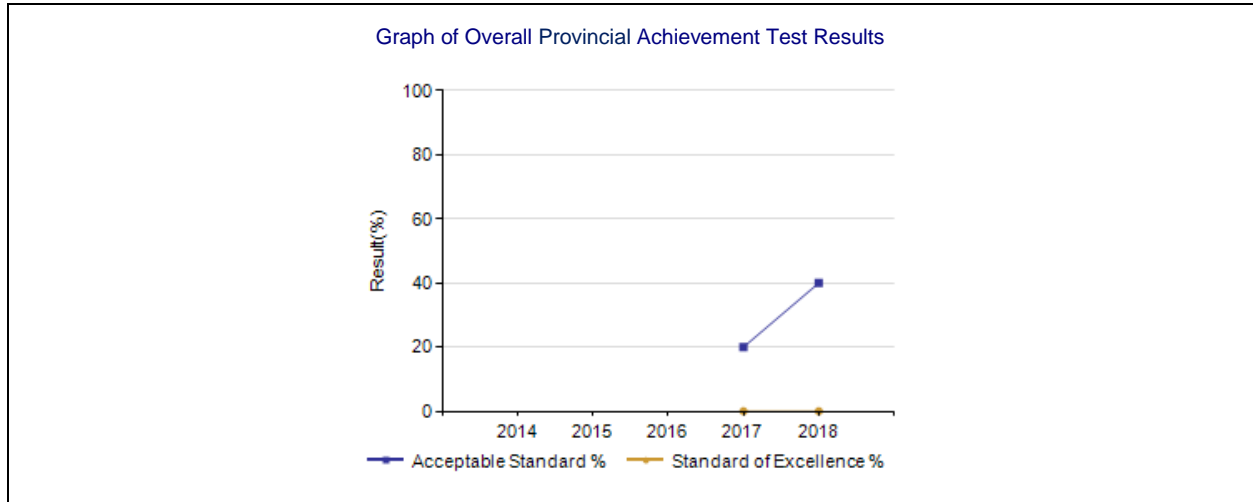 Graph of Overall Provincial Achievement Test Results
100
80
60
40
20
0
Result(%)
2014 2015 2016 2017 2018
Acceptable Standard % Standard of Excellence %